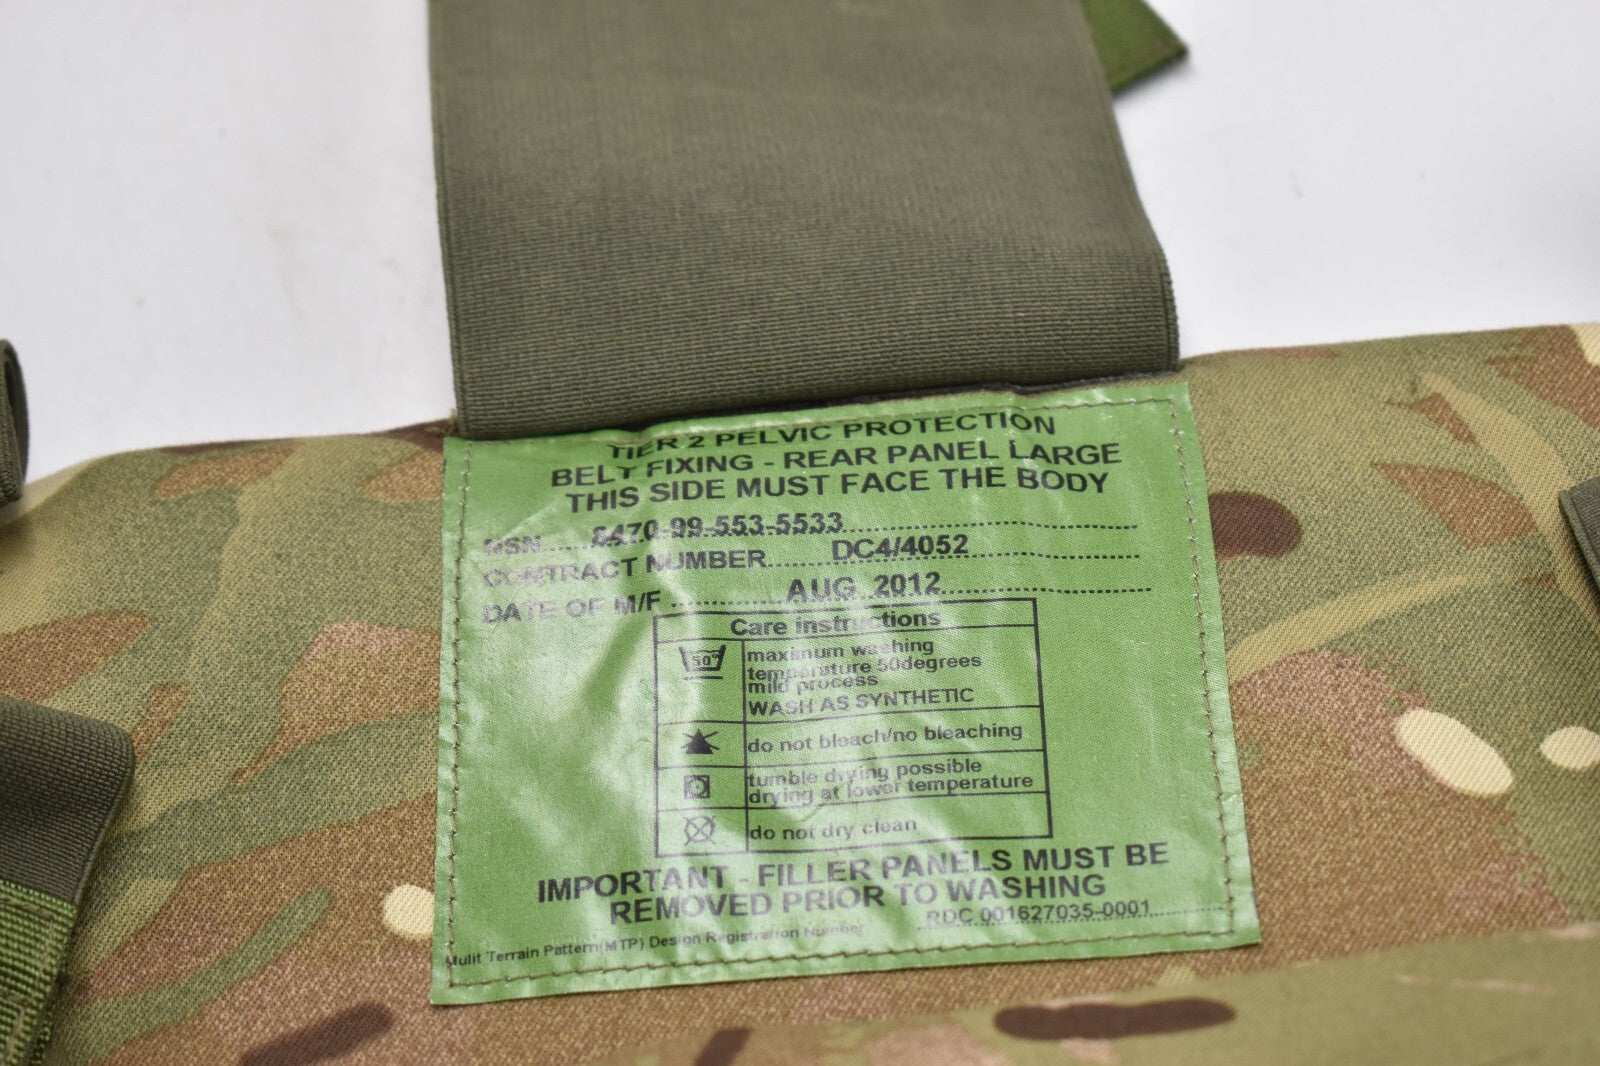 TIER 2 PELVIC PROTECTION
BELT FIXING - REAR PANEL LARGE
THIS SIDE MUST FACE THE BODY
NSN...... 8470-99-553-5533
CONTRACT NUMBER........ DC4/4052
DATE OF M/F ............... AUG 2012
Care instructions
50°
maximum washing
temperature 50degrees
mild process
WASH AS SYNTHETIC
do not bleach/no bleaching
tumble drying possible
drying at lower temperature
do not dry clean
IMPORTANT - FILLER PANELS MUST BE
REMOVED PRIOR TO WASHING
Mulit Terrain Pattern(MTP) Design Registration Number. RDC 001627035-0001